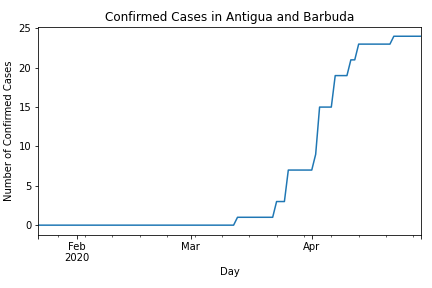 Confirmed Cases in Antigua and Barbuda
25
20
15
10
5
0
Number of Confirmed Cases
Feb
2020
Mar
Apr
Day